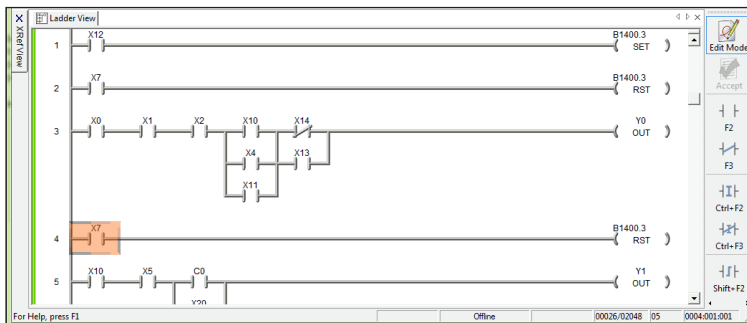 XRef View
Ladder View
1 X12 B1400.3 SET
2 X7 B1400.3 RST
3 X0 X1 X2 X10 X14 Y0 OUT
X4 X13
X11
4 X7 B1400.3 RST
5 X10 X5 C0 Y1 OUT
X20
Edit Mode
Accept
F2
F3
Ctrl+F2
Ctrl+F3
Shift+F2
For Help, press F1 Offline 00026/02048 05 0004:001:001